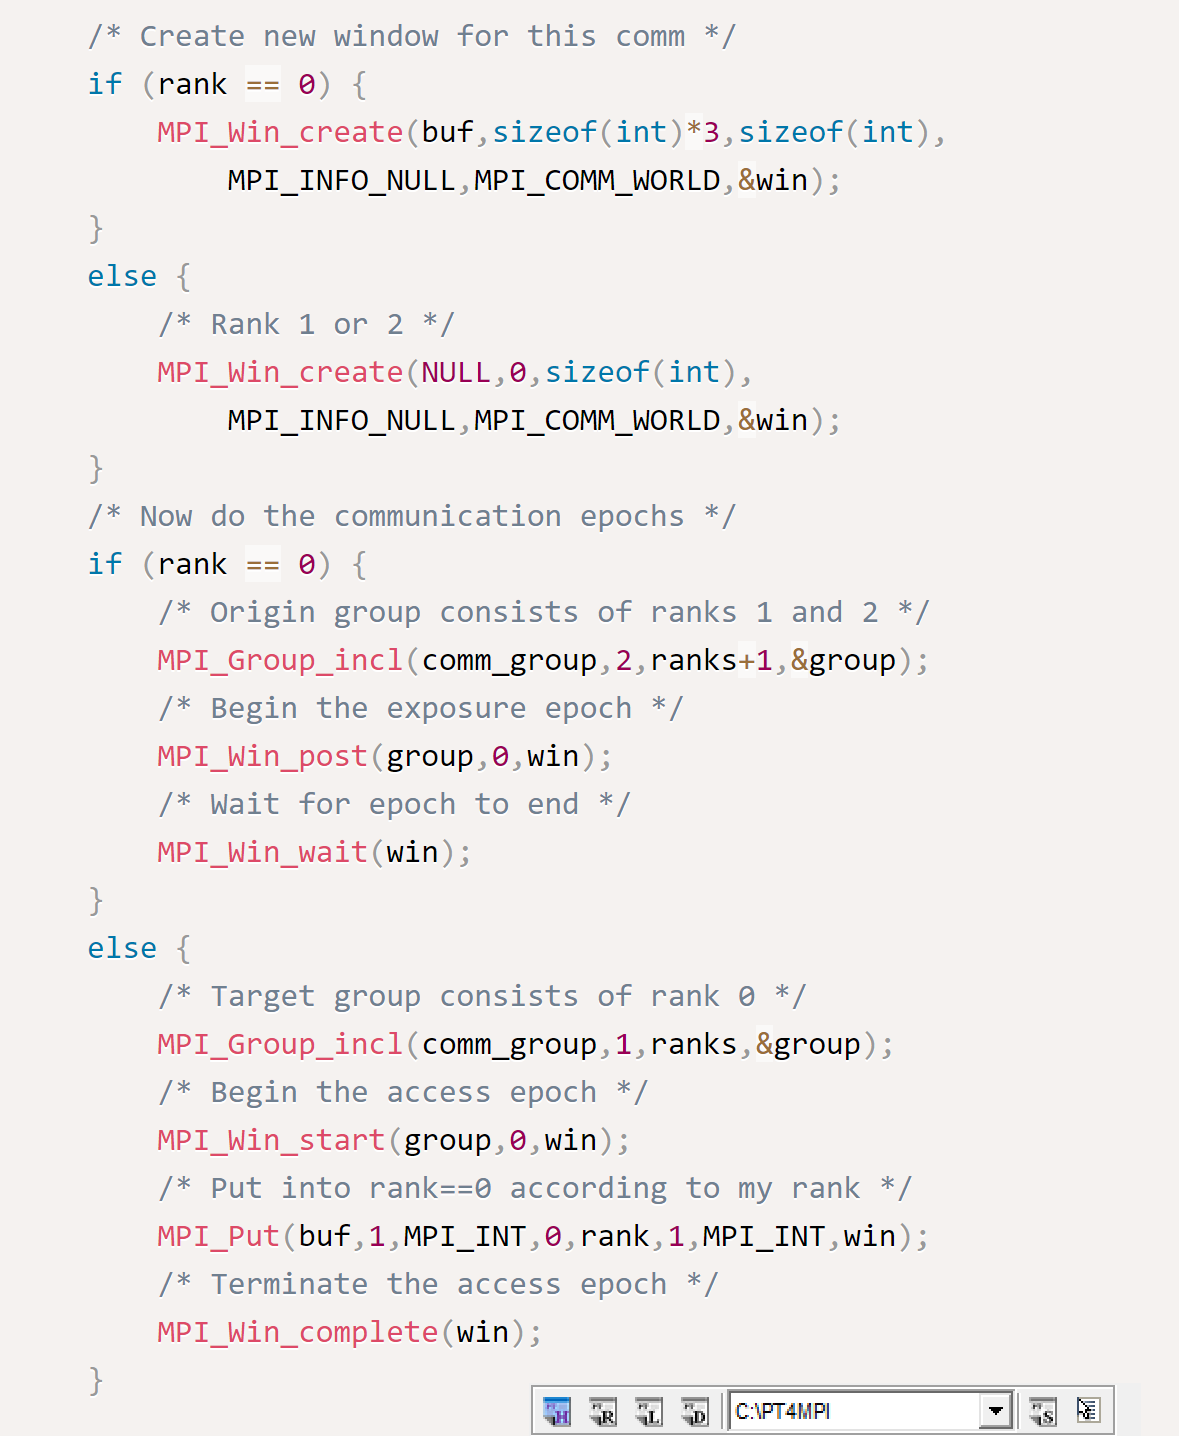 /* Create new window for this comm */
if (rank == 0) {
MPI_Win_create(buf,sizeof(int)*3,sizeof(int),
MPI_INFO_NULL,MPI_COMM_WORLD,&win);
}
else {
/* Rank 1 or 2 */
MPI_Win_create(NULL,0,sizeof(int),
MPI_INFO_NULL,MPI_COMM_WORLD,&win);
}
/* Now do the communication epochs */
if (rank == 0) {
/* Origin group consists of ranks 1 and 2 */
MPI_Group_incl(comm_group,2,ranks+1,&group);
/* Begin the exposure epoch */
MPI_Win_post(group,0,win);
/* Wait for epoch to end */
MPI_Win_wait(win);
}
else {
/* Target group consists of rank 0 */
MPI_Group_incl(comm_group,1,ranks,&group);
/* Begin the access epoch */
MPI_Win_start(group,0,win);
/* Put into rank==0 according to my rank */
MPI_Put(buf,1,MPI_INT,0,rank,1,MPI_INT,win);
/* Terminate the access epoch */
MPI_Win_complete(win);
}
PT H PT R PT L PT D C:\PT4MPI PT S